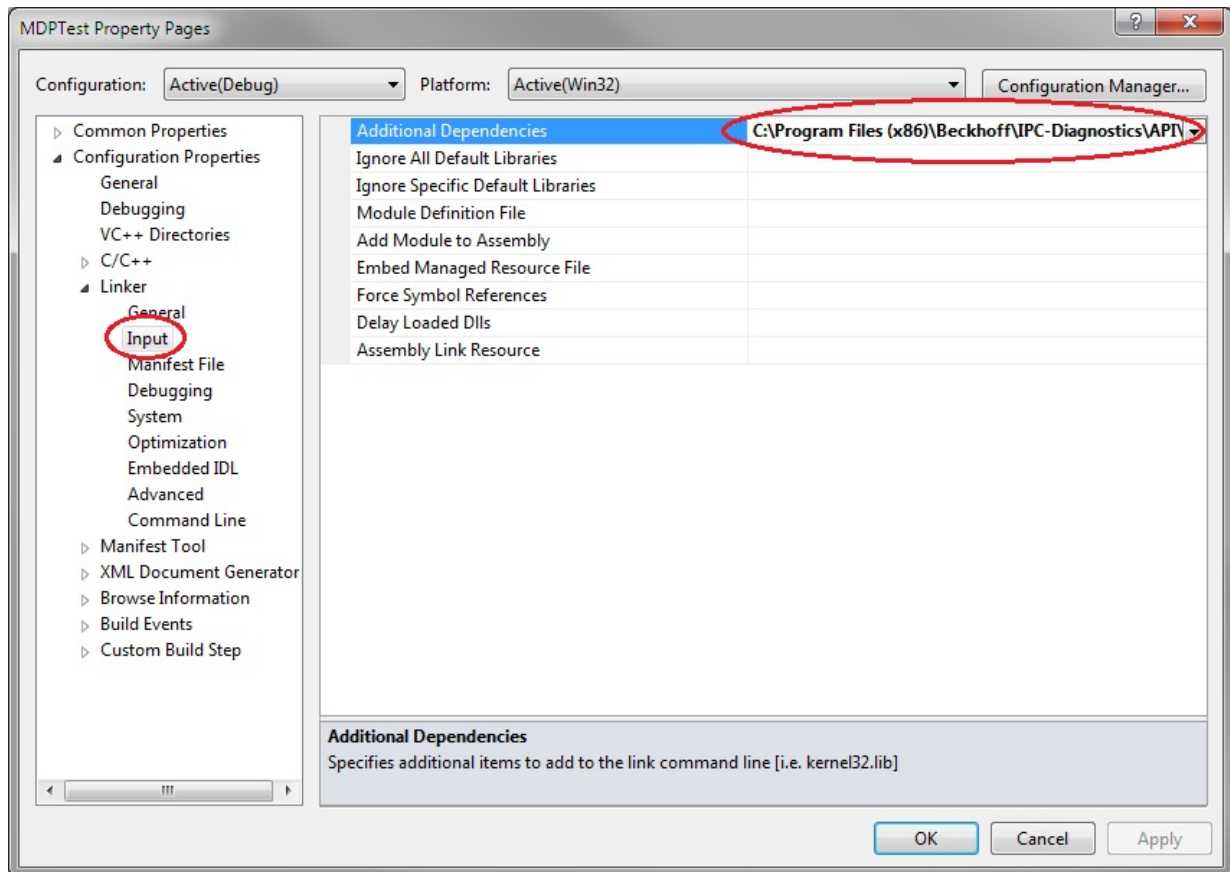 MDPTest Property Pages
Configuration: Active(Debug) Platform: Active(Win32) Configuration Manager...
Common Properties
Configuration Properties
General
Debugging
VC++ Directories
C/C++
Linker
General
Input
Manifest File
Debugging
System
Optimization
Embedded IDL
Advanced
Command Line
Manifest Tool
XML Document Generator
Browse Information
Build Events
Custom Build Step
Additional Dependencies C:\Program Files (x86)\Beckhoff\IPC-Diagnostics\API\
Ignore All Default Libraries
Ignore Specific Default Libraries
Module Definition File
Add Module to Assembly
Embed Managed Resource File
Force Symbol References
Delay Loaded Dlls
Assembly Link Resource
Additional Dependencies
Specifies additional items to add to the link command line [i.e. kernel32.lib]
OK Cancel Apply